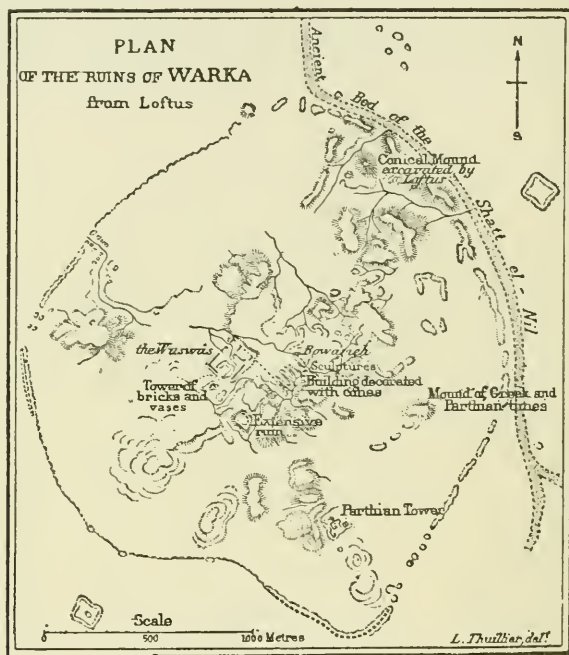 PLAN
OF THE RUINS OF WARKA
from Loftus
Ancient Bed of the Shatt el-Nil
N
S
Conical Mound
excavated by
Loftus
the Wuswas
Bowarieh
Sculptures
Tower of
bricks and
vases
Building decorated
with cones
Mound of Greek and
Parthian times
Extensive
ruin
Parthian Tower
Scale
0 500 1000 Metres
L. Thuillier, delt.